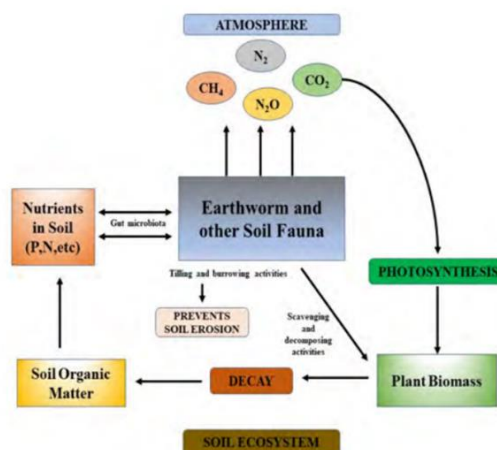 ATMOSPHERE
N2
CH4
CO2
N2O
Nutrients
in Soil
(P,N,etc)
Gut microbiota
Earthworm and
other Soil Fauna
Tilling and burrowing activities
PHOTOSYNTHESIS
PREVENTS
SOIL EROSION
Scavenging
and
decomposing
activities
Soil Organic
Matter
DECAY
Plant Biomass
SOIL ECOSYSTEM